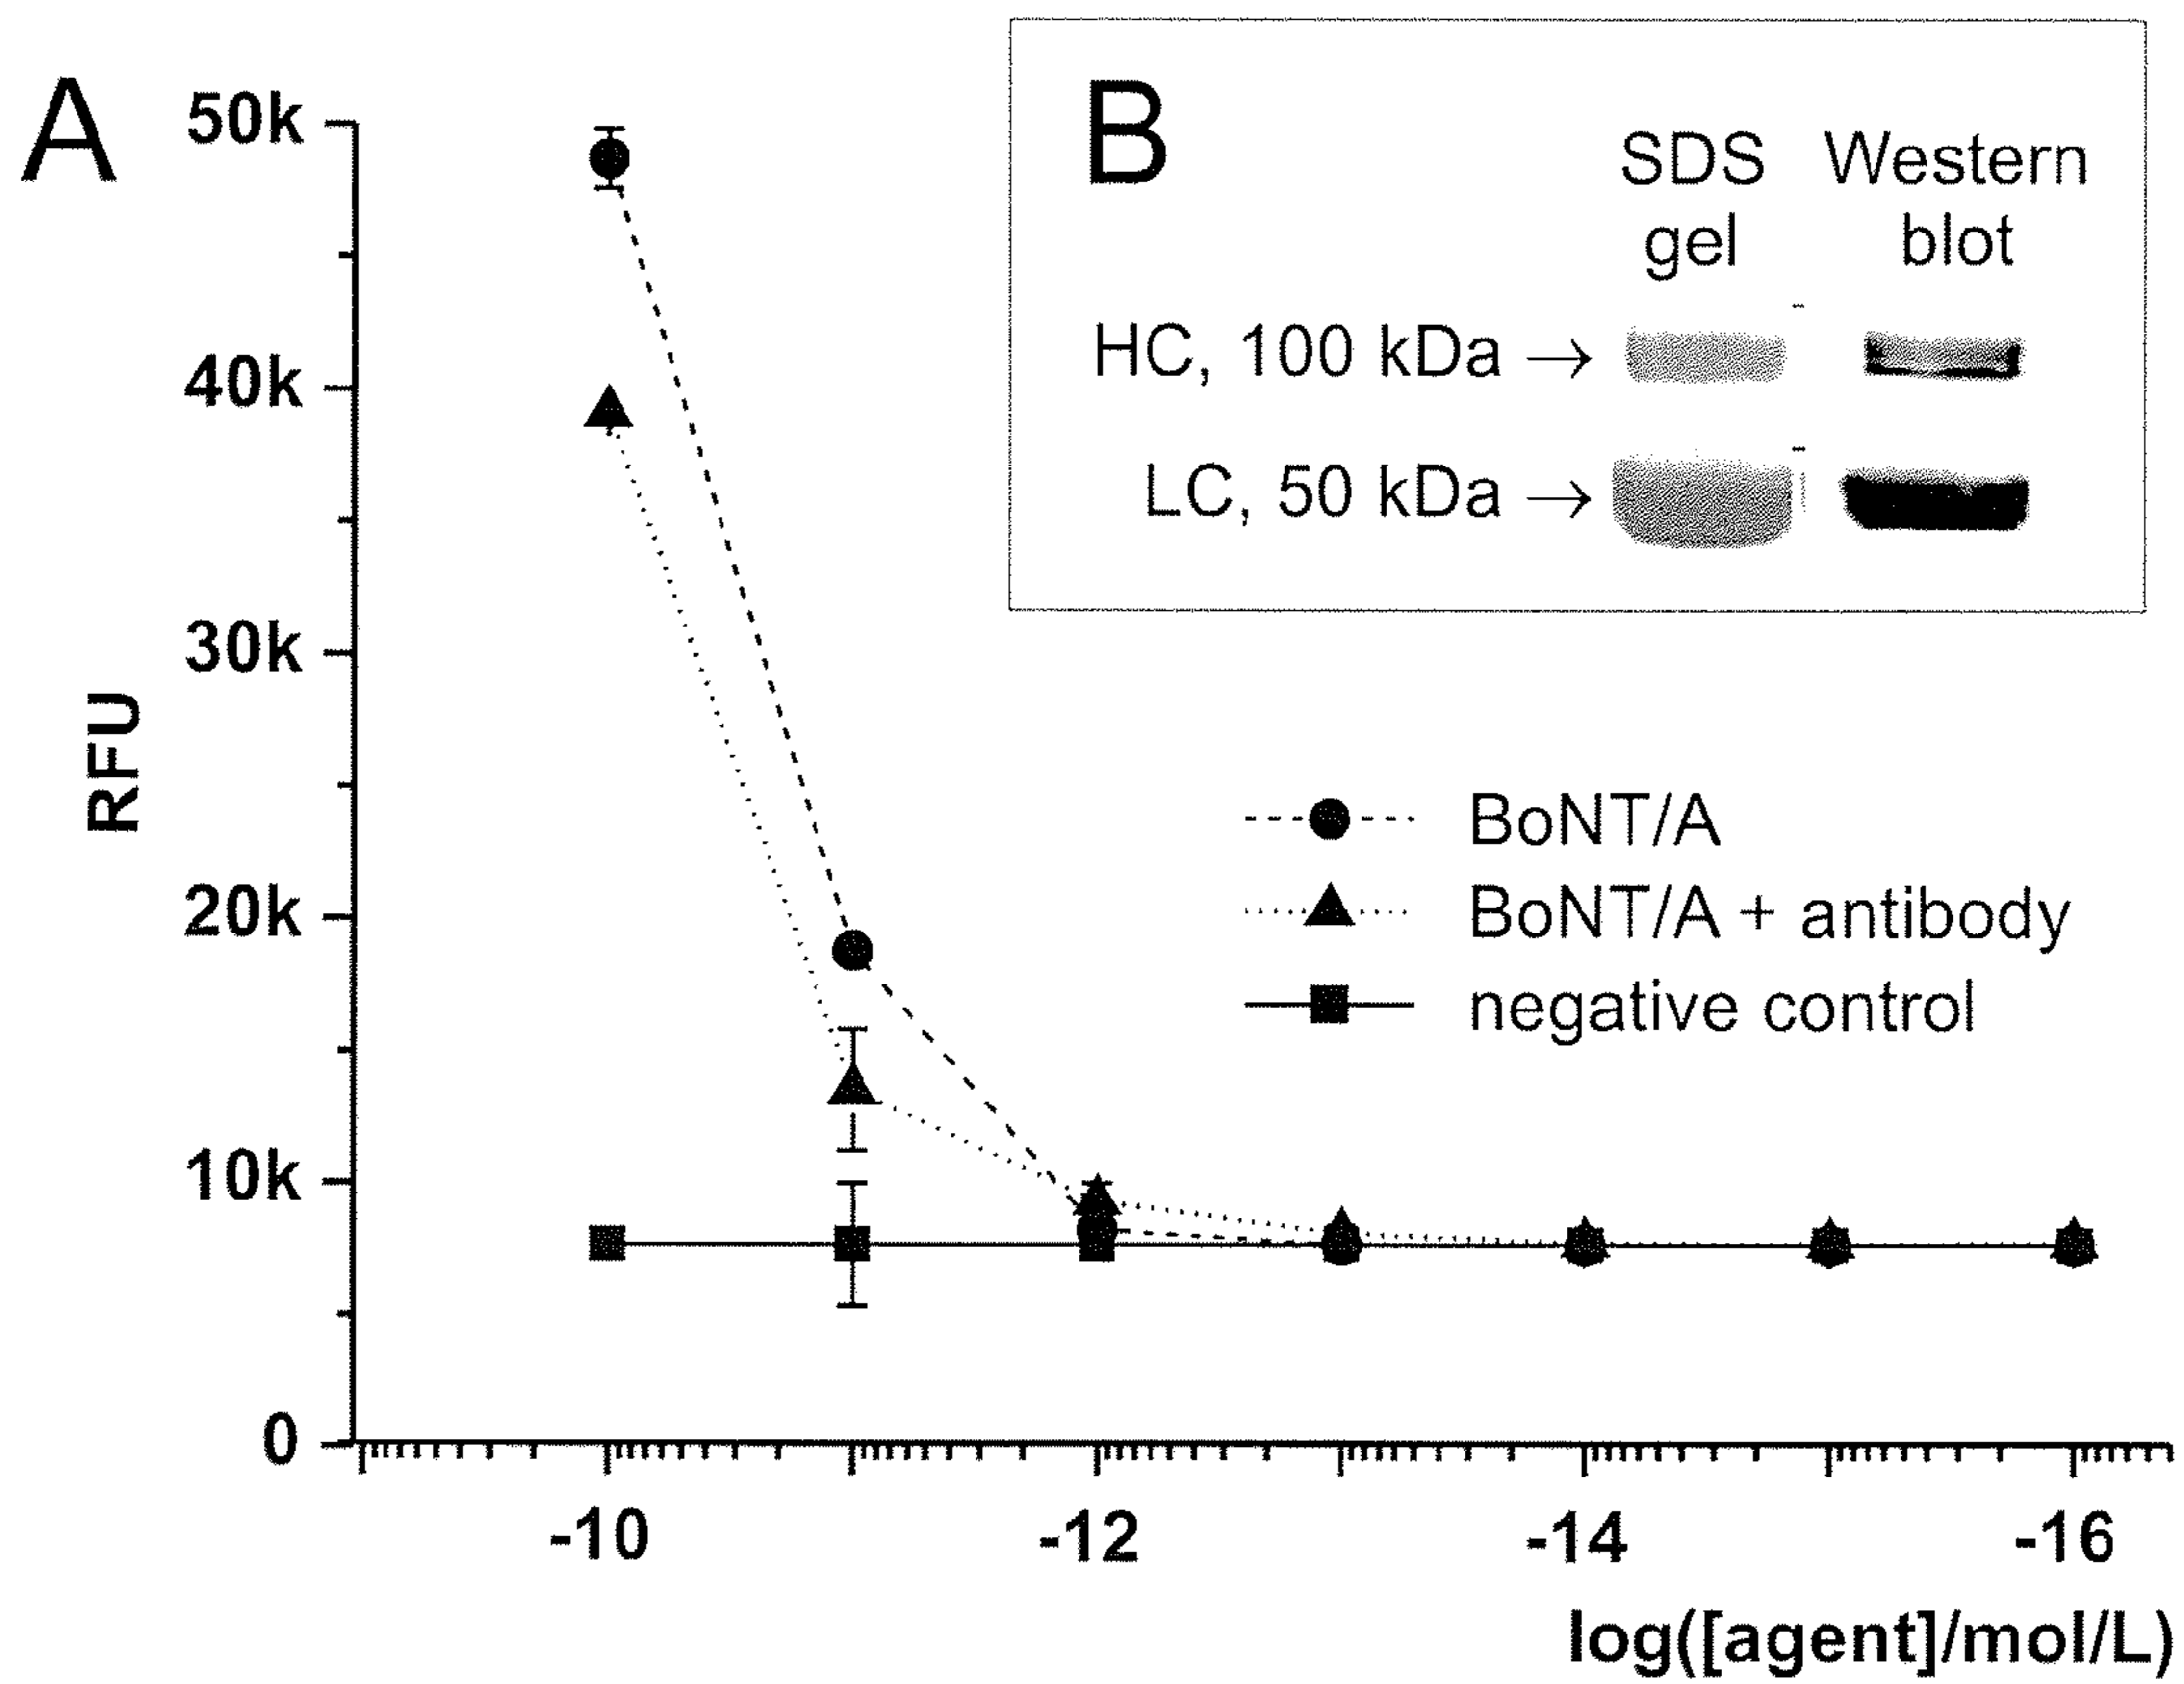 A
50k
40k
30k
20k
10k
0
RFU
B
SDS Western
gel blot
HC, 100 kDa →
LC, 50 kDa →
BoNT/A
BoNT/A + antibody
negative control
-10 -12 -14 -16
log([agent]/mol/L)